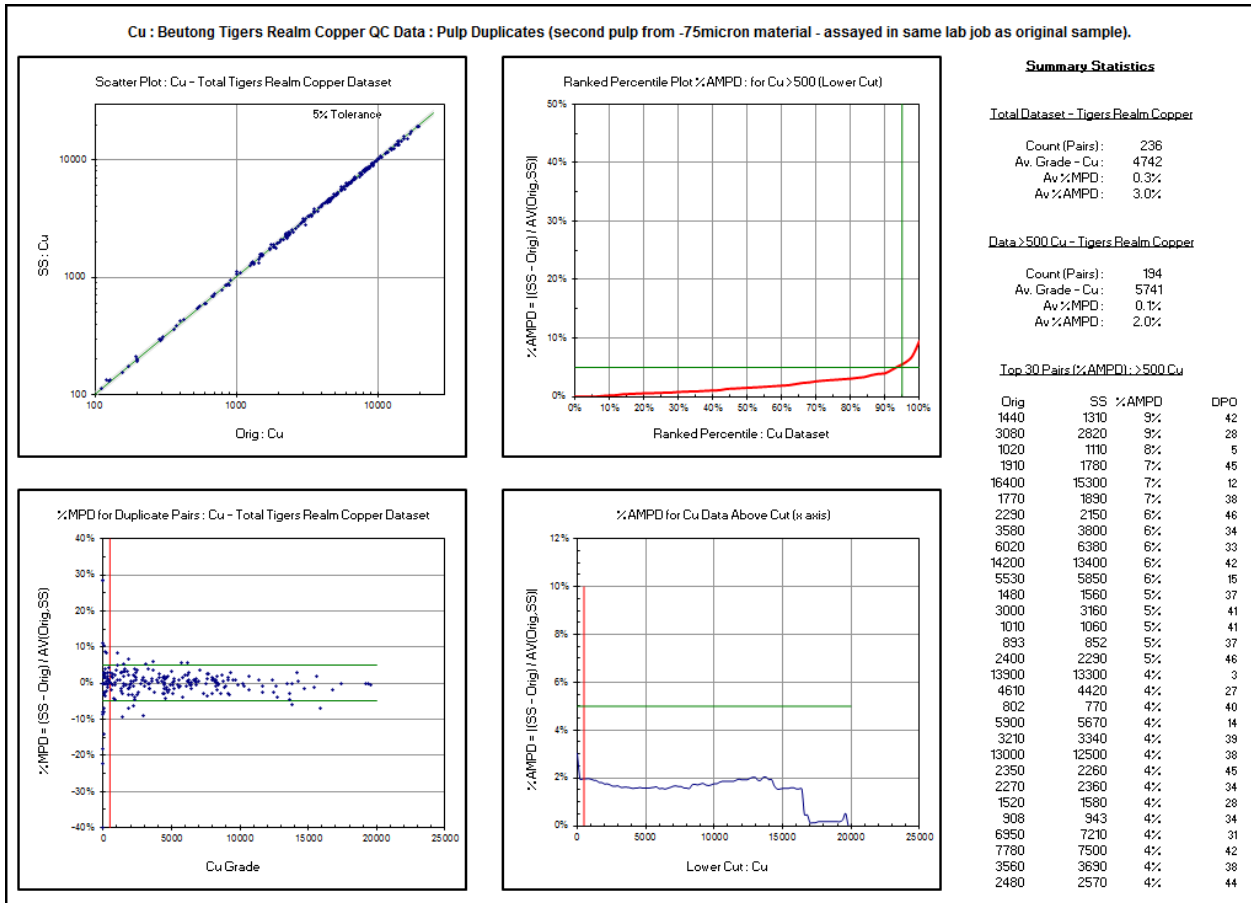 Cu : Beutong Tigers Realm Copper QC Data : Pulp Duplicates (second pulp from -75micron material - assayed in same lab job as original sample).
Scatter Plot : Cu - Total Tigers Realm Copper Dataset
5% Tolerance
10000
1000
100
100 1000 10000
SS : Cu
Orig : Cu
Ranked Percentile Plot %AMPD : for Cu >500 (Lower Cut)
50%
40%
30%
20%
10%
0%
0% 10% 20% 30% 40% 50% 60% 70% 80% 90% 100%
%AMPD = |(SS - Orig) / AV(Orig,SS)|
Ranked Percentile : Cu Dataset
%MPD for Duplicate Pairs : Cu - Total Tigers Realm Copper Dataset
40%
30%
20%
10%
0%
-10%
-20%
-30%
-40%
0 5000 10000 15000 20000 25000
%MPD = (SS - Orig) / AV(Orig,SS)
Cu Grade
%AMPD for Cu Data Above Cut (x axis)
12%
10%
8%
6%
4%
2%
0%
0 5000 10000 15000 20000 25000
%AMPD = |(SS - Orig) / AV(Orig,SS)|
Lower Cut : Cu
Summary Statistics
Total Dataset - Tigers Realm Copper
Count (Pairs) : 236
Av. Grade - Cu : 4742
Av %MPD : 0.3%
Av %AMPD : 3.0%
Data >500 Cu - Tigers Realm Copper
Count (Pairs) : 194
Av. Grade - Cu : 5741
Av %MPD : 0.1%
Av %AMPD : 2.0%
Top 30 Pairs (%AMPD) : >500 Cu
Orig SS %AMPD DPO
1440 1310 9% 42
3080 2820 9% 28
1020 1110 8% 5
1910 1780 7% 45
16400 15300 7% 12
1770 1890 7% 38
2290 2150 6% 46
3580 3800 6% 34
6020 6380 6% 33
14200 13400 6% 42
5530 5850 6% 15
1480 1560 5% 37
3000 3160 5% 41
1010 1060 5% 41
893 852 5% 37
2400 2290 5% 46
13900 13300 4% 3
4610 4420 4% 27
802 770 4% 40
5900 5670 4% 14
3210 3340 4% 39
13000 12500 4% 38
2350 2260 4% 45
2270 2360 4% 34
1520 1580 4% 28
908 943 4% 34
6950 7210 4% 31
7780 7500 4% 42
3560 3690 4% 38
2480 2570 4% 44